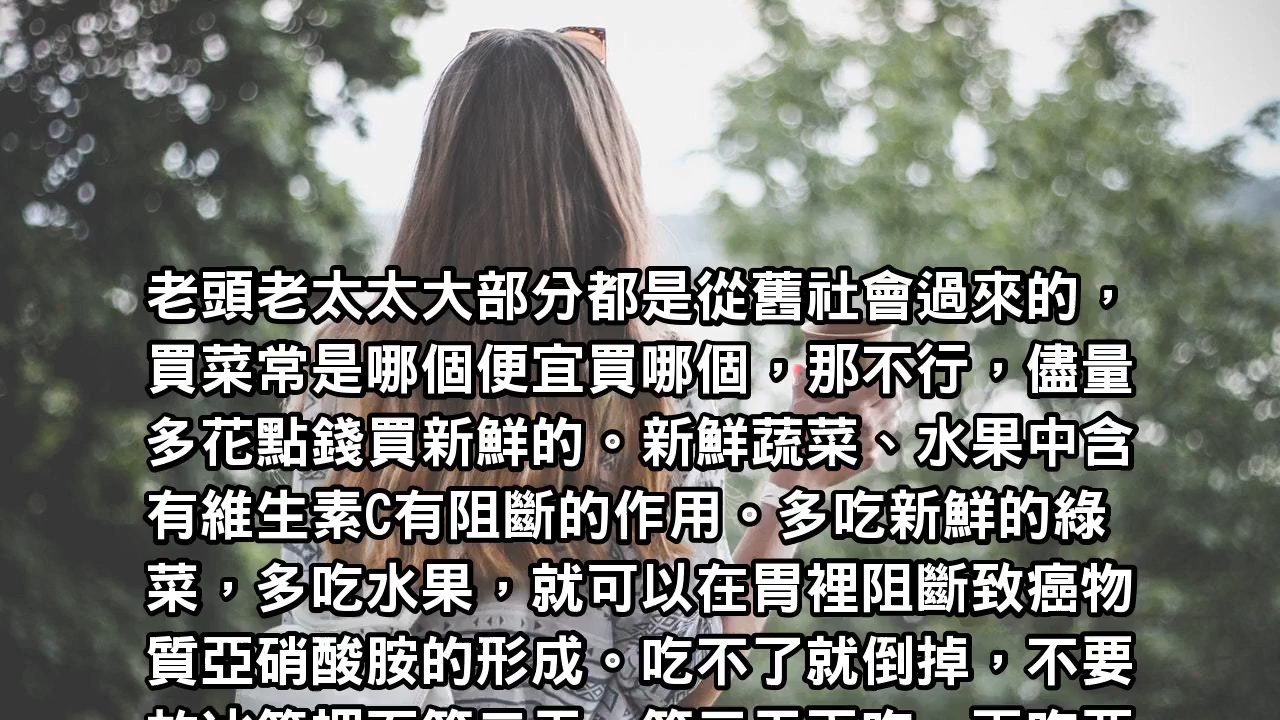 老頭老太太大部分都是從舊社會過來的，
買菜常是哪個便宜買哪個，那不行，儘量
多花點錢買新鮮的。新鮮蔬菜、水果中含
有維生素C有阻斷的作用。多吃新鮮的綠
菜，多吃水果，就可以在胃裡阻斷致癌物
質亞硝酸胺的形成。吃不了就倒掉，不要